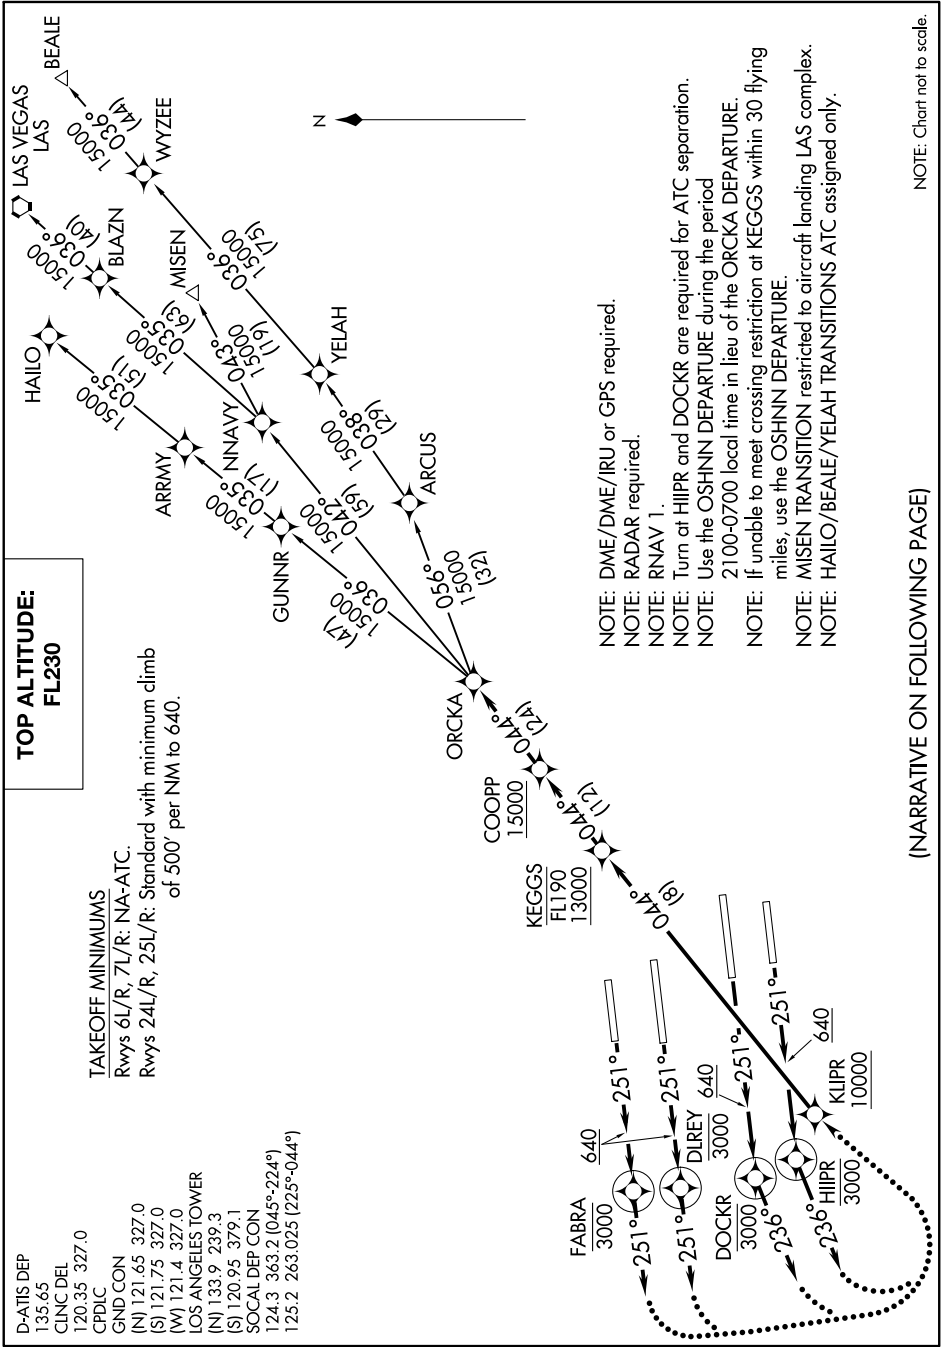 D-ATIS DEP
135.65
CLNC DEL
120.35 327.0
CPDLC
GND CON
(N) 121.65 327.0
(S) 121.75 327.0
(W) 121.4 327.0
LOS ANGELES TOWER
(N) 133.9 239.3
(S) 120.95 379.1
SOCAL DEP CON
124.3 363.2 (045°-224°)
125.2 263.025 (225°-044°)
TAKEOFF MINIMUMS
Rwys 6L/R, 7L/R: NA-ATC.
Rwys 24L/R, 25L/R: Standard with minimum climb
of 500' per NM to 640.
TOP ALTITUDE:
FL230
HAILO
15000
035°
(51)
ARRMY
15000
035°
(17)
GUNNR
15000
036°
(47)
LAS VEGAS
LAS
15000
036°
(40)
BLAZN
15000
035°
(63)
MISEN
043°
15000
(19)
NNAVY
15000
042°
(59)
BEALE
15000
036°
(44)
WYZEE
036°
15000
(75)
YELAH
15000
038°
(29)
ARCUS
056°
15000
(32)
ORCKA
044°
(24)
COOPP
15000
044°
(12)
KEGGS
FL190
13000
044°
(8)
N
FABRA
3000
251°
640
251°
DLREY
3000
251°
251°
DOCKR
3000
236°
640
251°
HIIPR
3000
236°
640
251°
KLIPR
10000
NOTE: DME/DME/IRU or GPS required.
NOTE: RADAR required.
NOTE: RNAV 1.
NOTE: Turn at HIIPR and DOCKR are required for ATC separation.
NOTE: Use the OSHNN DEPARTURE during the period
2100-0700 local time in lieu of the ORCKA DEPARTURE.
NOTE: If unable to meet crossing restriction at KEGGS within 30 flying
miles, use the OSHNN DEPARTURE.
NOTE: MISEN TRANSITION restricted to aircraft landing LAS complex.
NOTE: HAILO/BEALE/YELAH TRANSITIONS ATC assigned only.
(NARRATIVE ON FOLLOWING PAGE)
NOTE: Chart not to scale.